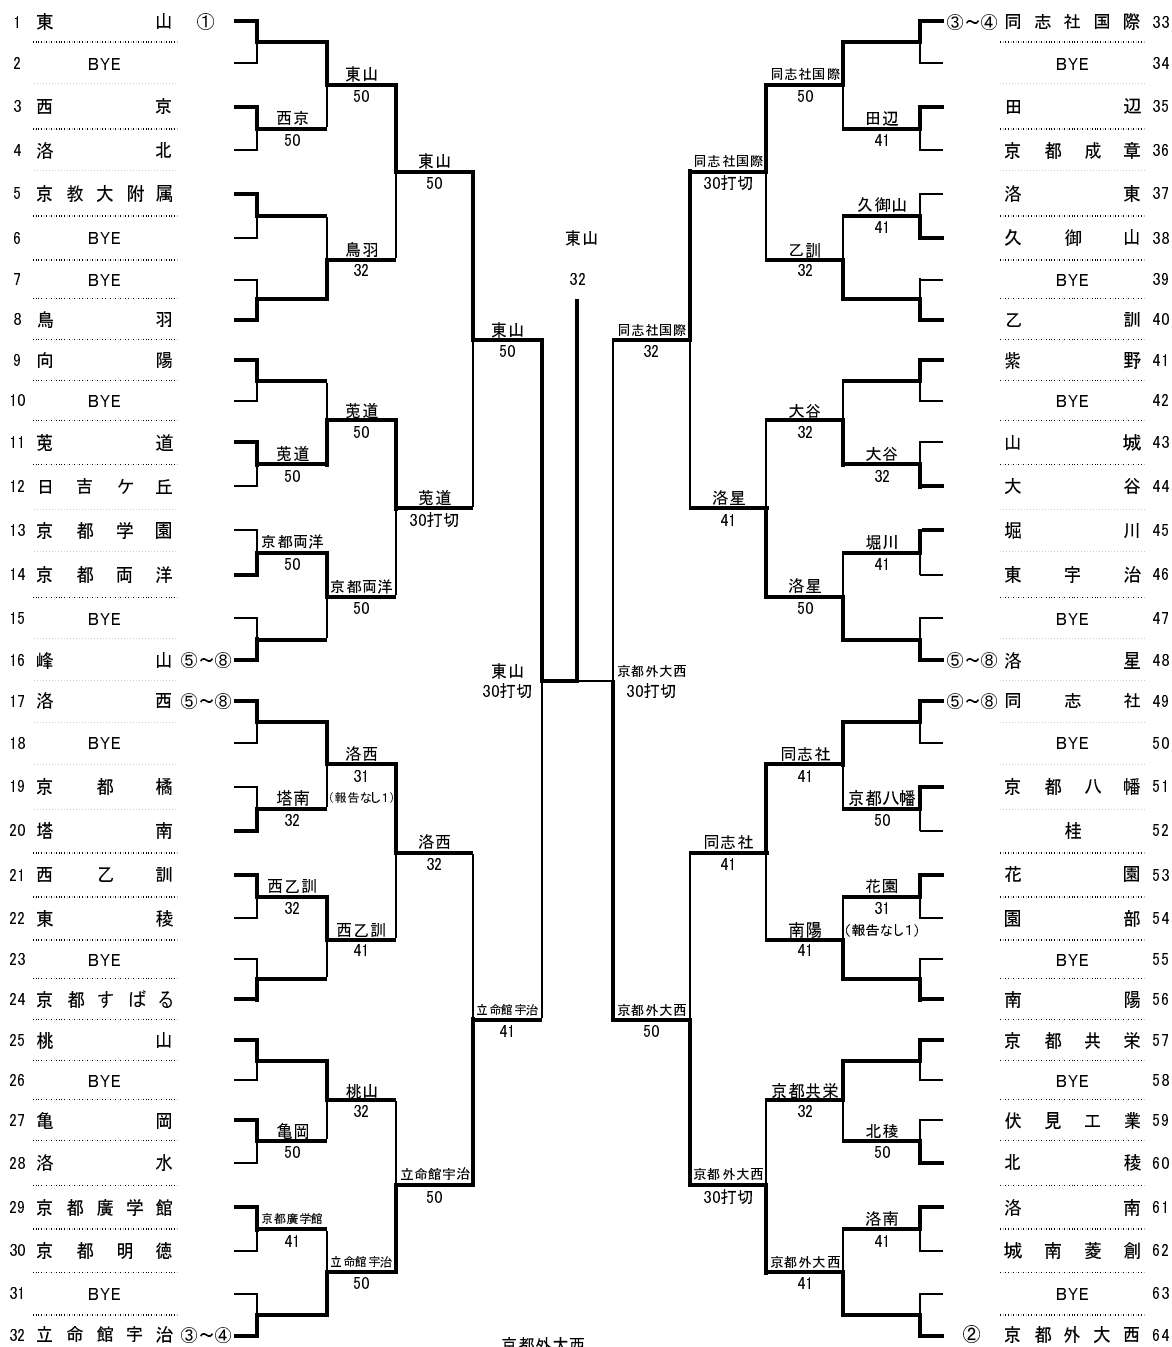 1 東山 ①
2 BYE
3 西京
4 洛北
5 京教大附属
6 BYE
7 BYE
8 鳥羽
9 向陽
10 BYE
11 莵道
12 日吉ケ丘
13 京都学園
14 京都両洋
15 BYE
16 峰山 ⑤～⑧
17 洛西 ⑤～⑧
18 BYE
19 京都橘
20 塔南
21 西乙訓
22 東稜
23 BYE
24 京都すばる
25 桃山
26 BYE
27 亀岡
28 洛水
29 京都廣学館
30 京都明徳
31 BYE
32 立命館宇治 ③～④
西京
50
莵道
50
京都両洋
50
塔南
32
西乙訓
32
亀岡
50
京都廣学館
41
東山
50
鳥羽
32
莵道
50
京都両洋
50
洛西
31
(報告なし1)
西乙訓
41
桃山
32
立命館宇治
50
東山
50
莵道
30打切
洛西
32
立命館宇治
50
東山
50
立命館宇治
41
東山
30打切
東山
32
京都外大西
30打切
京都外大西
同志社国際
32
京都外大西
50
同志社国際
30打切
洛星
41
同志社
41
京都外大西
30打切
同志社国際
50
乙訓
32
大谷
32
洛星
50
同志社
41
南陽
41
京都共栄
32
京都外大西
41
田辺
41
久御山
41
大谷
32
堀川
41
京都八幡
50
花園
31
(報告なし1)
北稜
50
洛南
41
③～④ 同志社国際 33
BYE 34
田辺 35
京都成章 36
洛東 37
久御山 38
BYE 39
乙訓 40
紫野 41
BYE 42
山城 43
大谷 44
堀川 45
東宇治 46
BYE 47
⑤～⑧ 洛星 48
⑤～⑧ 同志社 49
BYE 50
京都八幡 51
桂 52
花園 53
園部 54
BYE 55
南陽 56
京都共栄 57
BYE 58
伏見工業 59
北稜 60
洛南 61
城南菱創 62
BYE 63
② 京都外大西 64